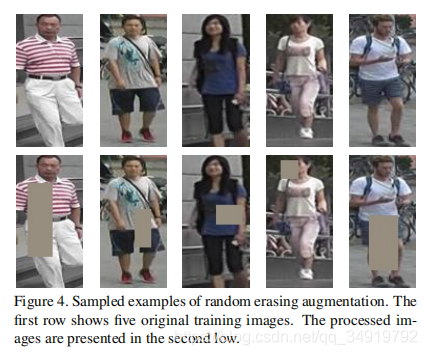 Figure 4. Sampled examples of random erasing augmentation. The
first row shows five original training images. The processed im-
ages are presented in the second low.
https://blog.csdn.net/qq_34919792